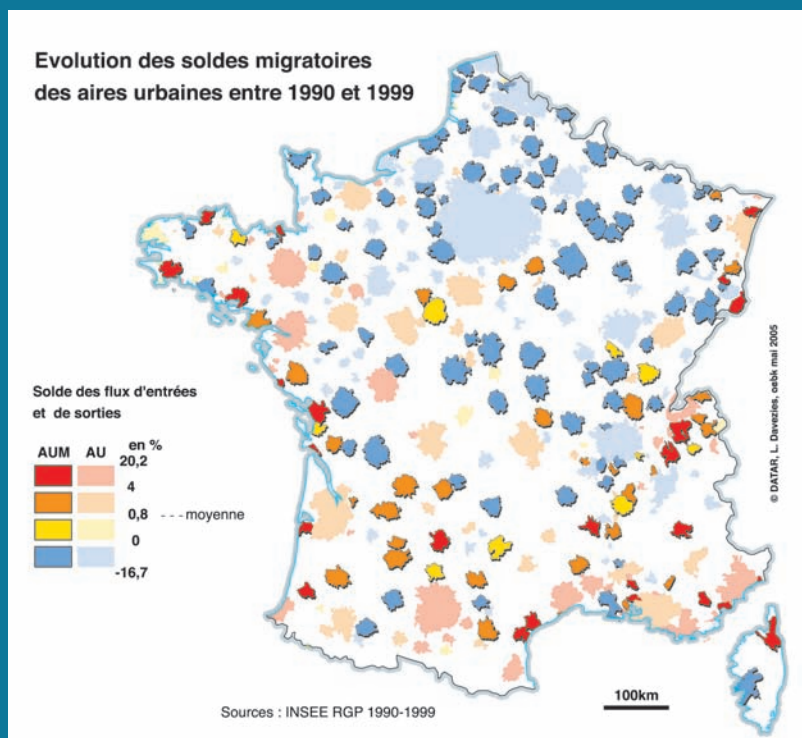 Evolution des soldes migratoires
des aires urbaines entre 1990 et 1999
Solde des flux d'entrées
et de sorties
AUM AU en %
20,2
4
0,8 ---- moyenne
0
-16,7
© DATAR, L. Davezies, oebk mai 2005
100km
Sources : INSEE RGP 1990-1999